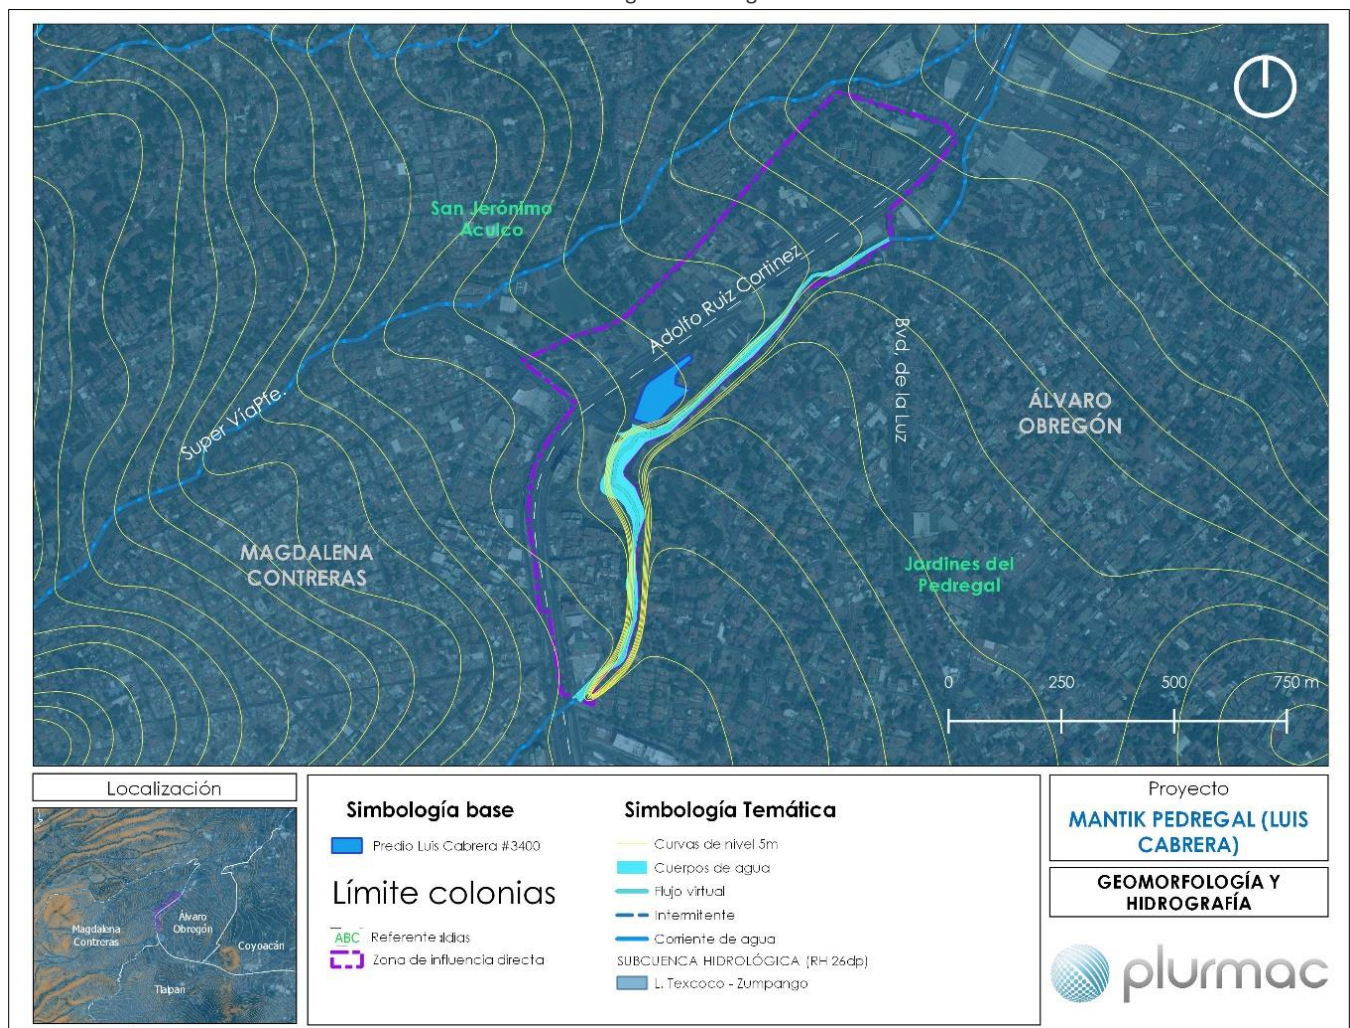 San Jerónimo
Aculco
Adolfo Ruiz Cortinez
Super VíaPte.
Bvd. de la Luz
ÁLVARO
OBREGÓN
MAGDALENA
CONTRERAS
Jardines del
Pedregal
0 250 500 750 m
Localización
Magdalena
Contreras
Álvaro
Obregón
Coyoacán
Tlalpan
Simbología base
Predio Luis Cabrera #3400
Límite colonias
ABC
Zona de influencia directa
Simbología Temática
Curvas de nivel 5m
Cuerpos de agua
Flujo virtual
Intermitente
Corriente de agua
SUBCUENCA HIDROLÓGICA (RH 26dp)
L. Texcoco - Zumpango
Proyecto
MANTIK PEDREGAL (LUIS
CABRERA)
GEOMORFOLOGÍA Y
HIDROGRAFÍA
plurmac